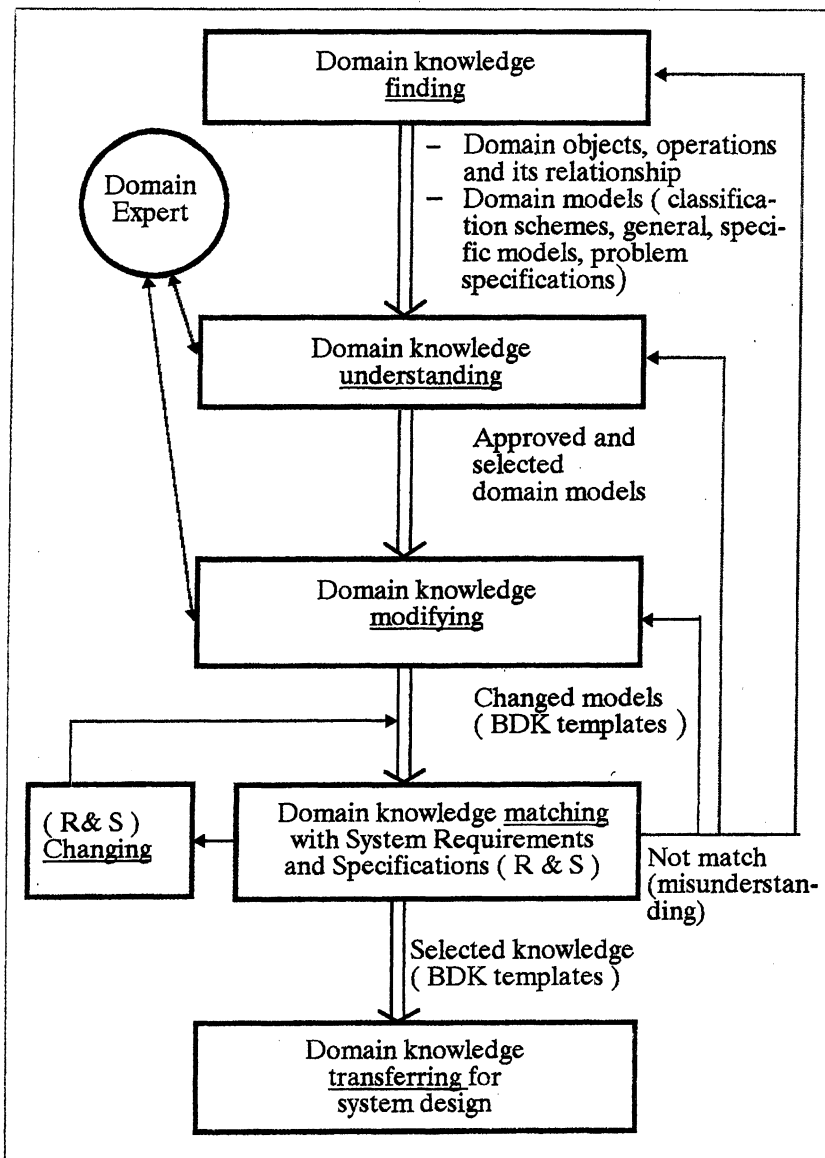 Domain knowledge
finding
– Domain objects, operations
and its relationship
– Domain models ( classifica-
tion schemes, general, speci-
fic models, problem
specifications)
Domain
Expert
Domain knowledge
understanding
Approved and
selected
domain models
Domain knowledge
modifying
Changed models
( BDK templates )
( R& S )
Changing
Domain knowledge matching
with System Requirements
and Specifications ( R & S )
Not match
(misunderstan-
ding)
Selected knowledge
( BDK templates )
Domain knowledge
transferring for
system design